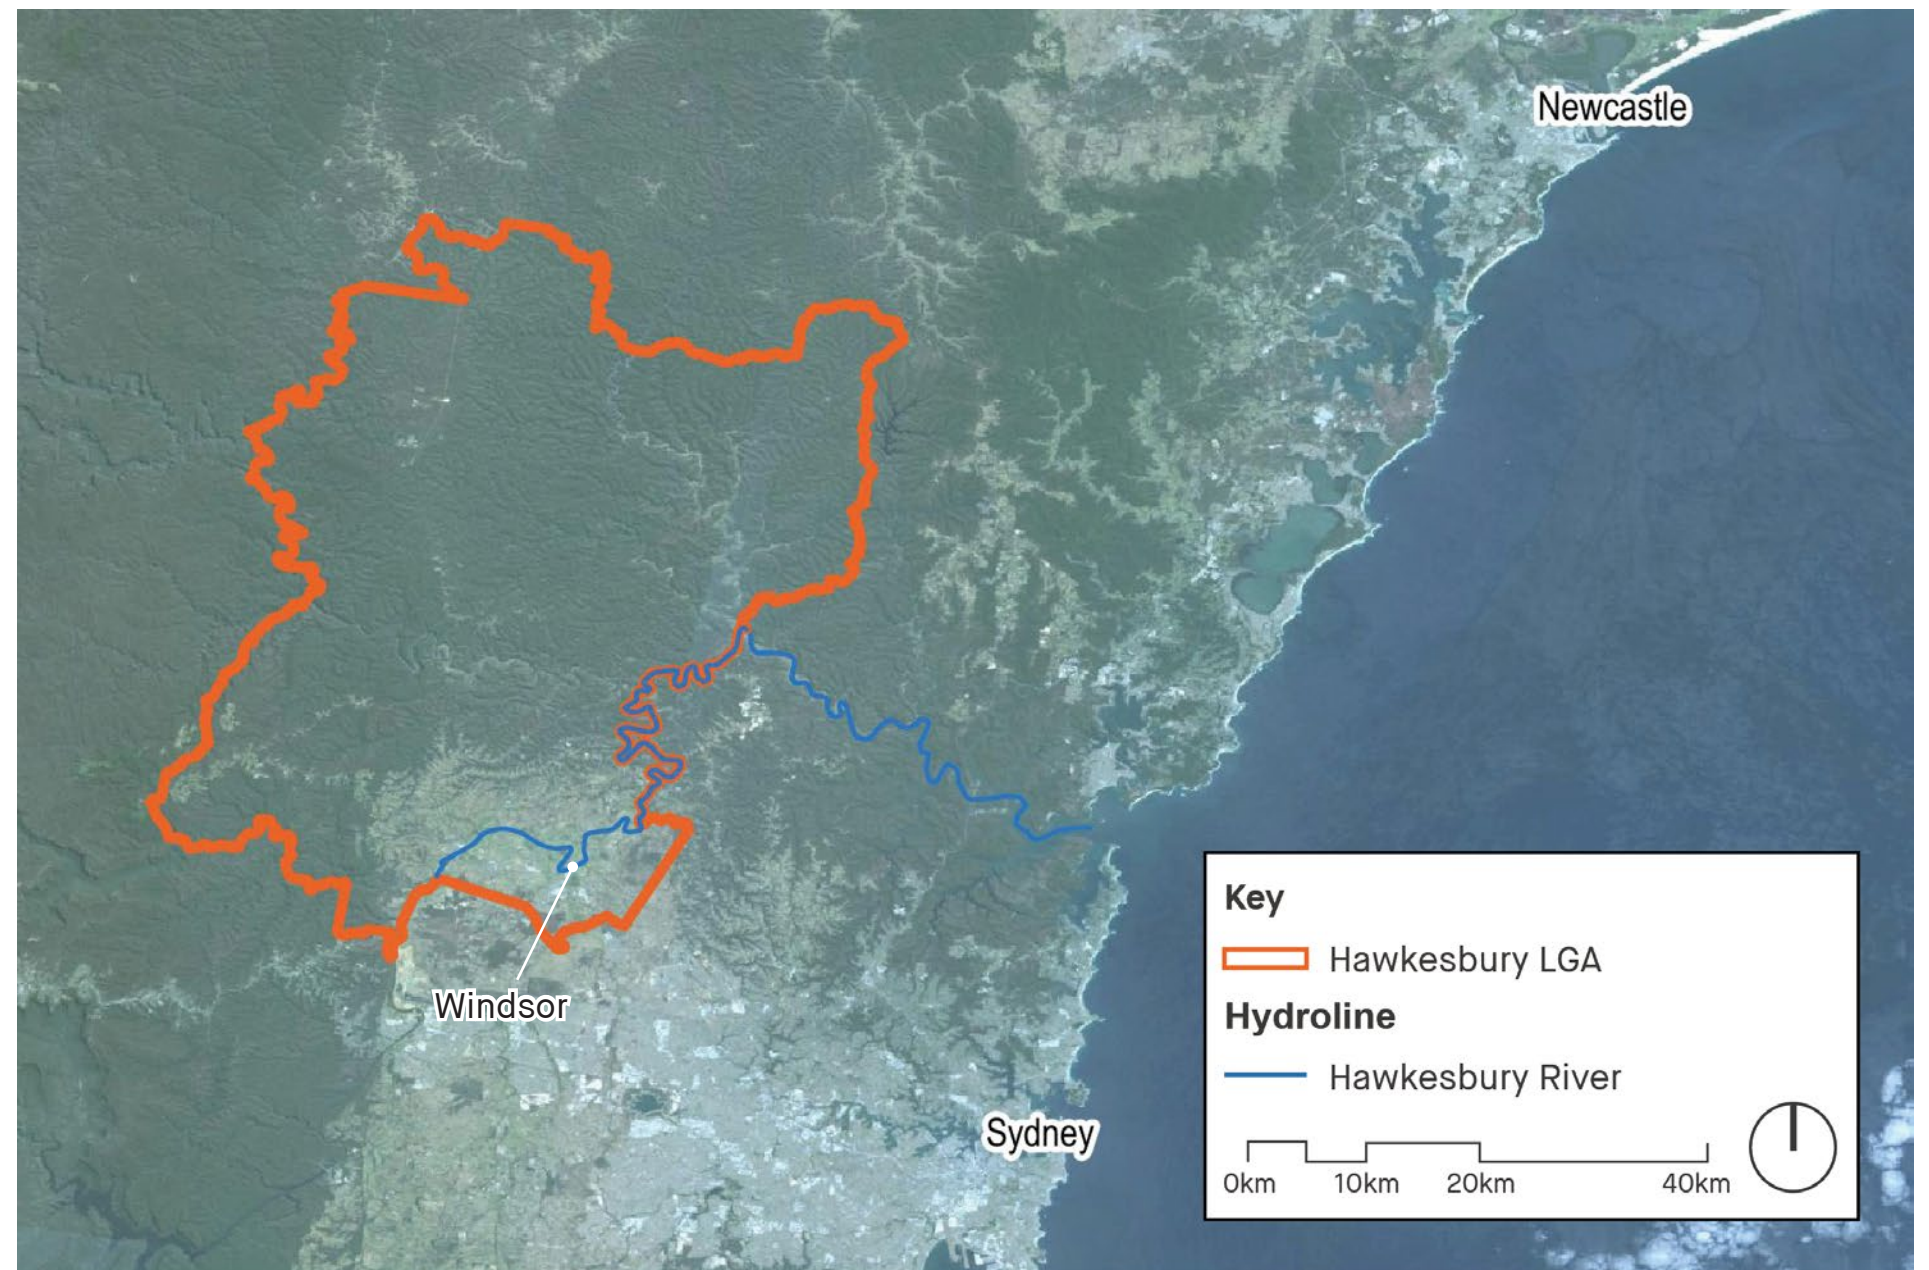 Newcastle
Windsor
Sydney
Key
Hawkesbury LGA
Hydroline
Hawkesbury River
0km 10km 20km 40km